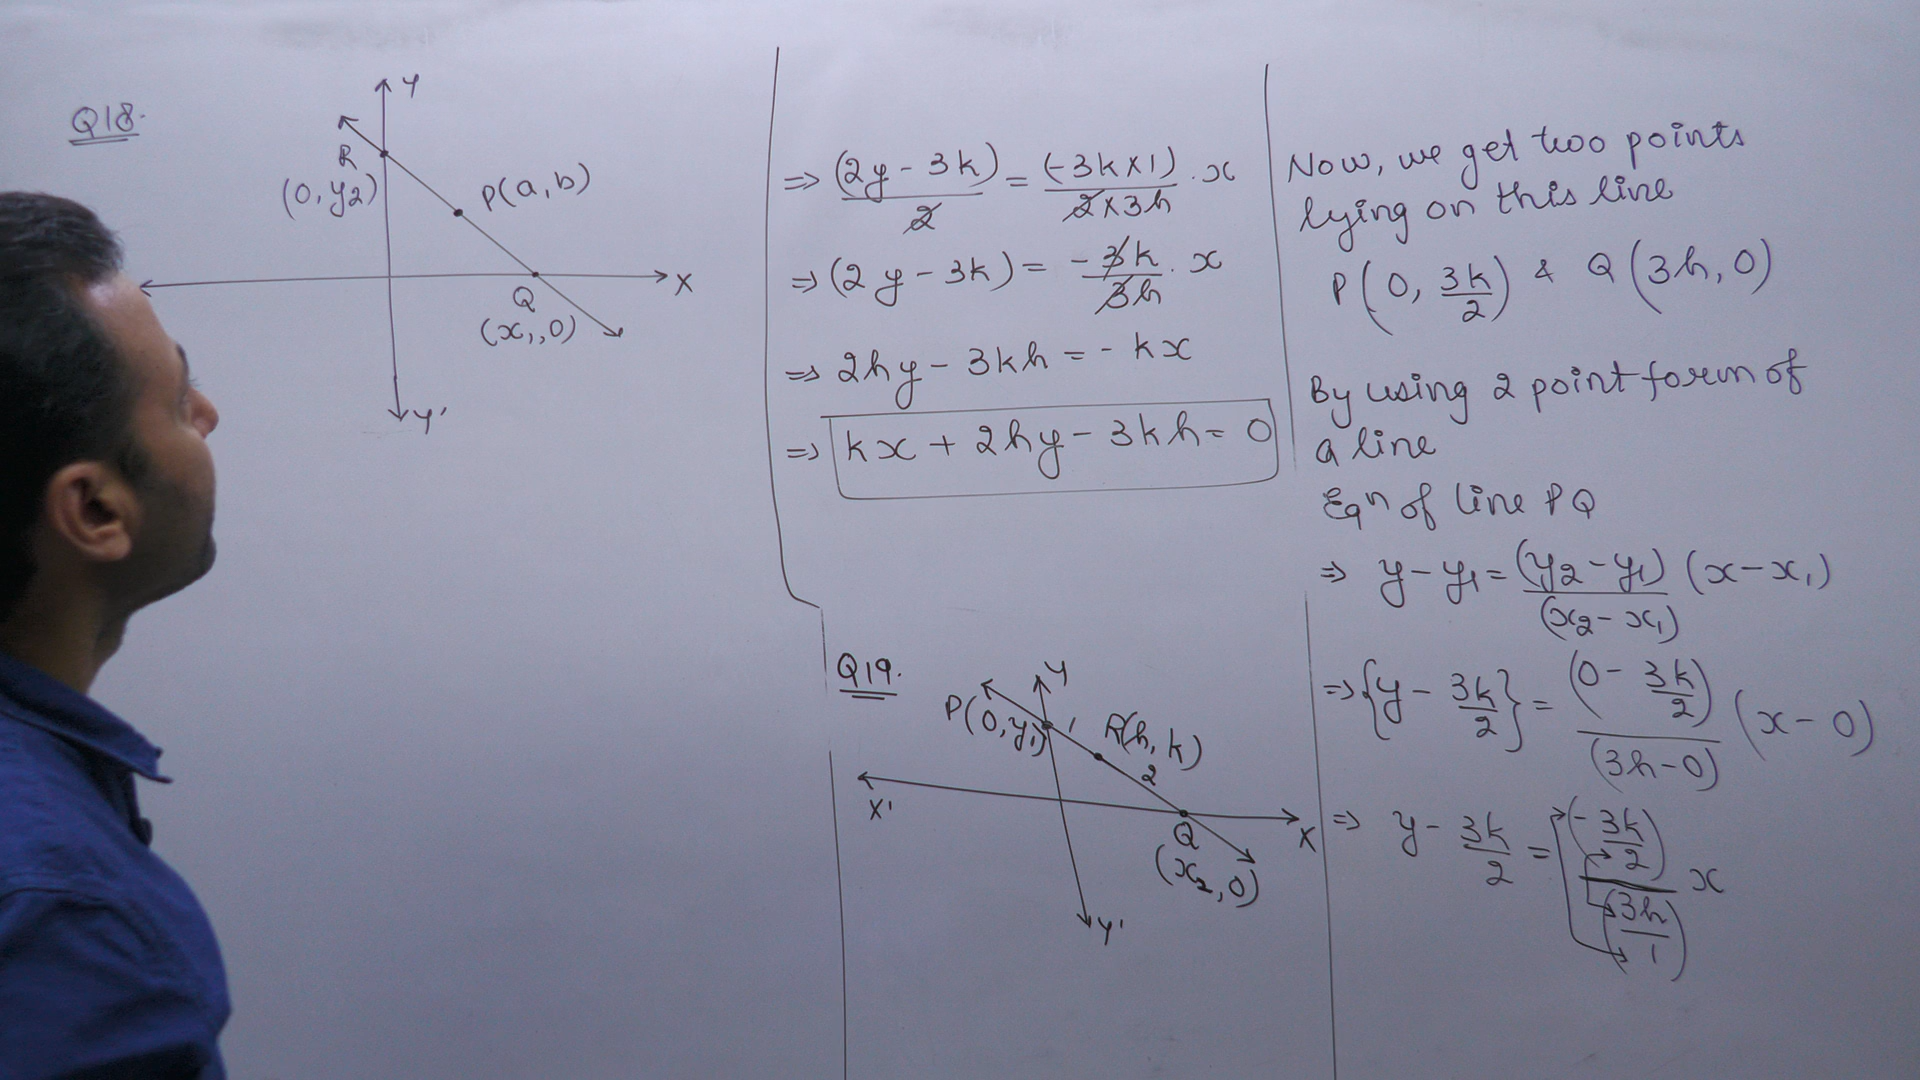 Q18.
Y
R
(0, y2)
P(a, b)
X
Q
(x1, 0)
Y'
=> (2y - 3k)/2 = (-3k×1)/(2×3h) . x
=> (2y - 3k) = -3k/3h . x
=> 2hy - 3kh = - kx
=> kx + 2hy - 3kh = 0
Q19.
Y
P(0, y1)
1
R(h, k)
2
X'
Q
X
(x2, 0)
Y'
Now, we get two points
lying on this line
P(0, 3k/2) & Q(3h, 0)
By using 2 point form of
a line
Eqn of line PQ
=> y - y1 = (y2 - y1)/(x2 - x1) (x - x1)
=> {y - 3k/2} = (0 - 3k/2)/(3h - 0) (x - 0)
=> y - 3k/2 = (-3k/2)/(3h/1) x